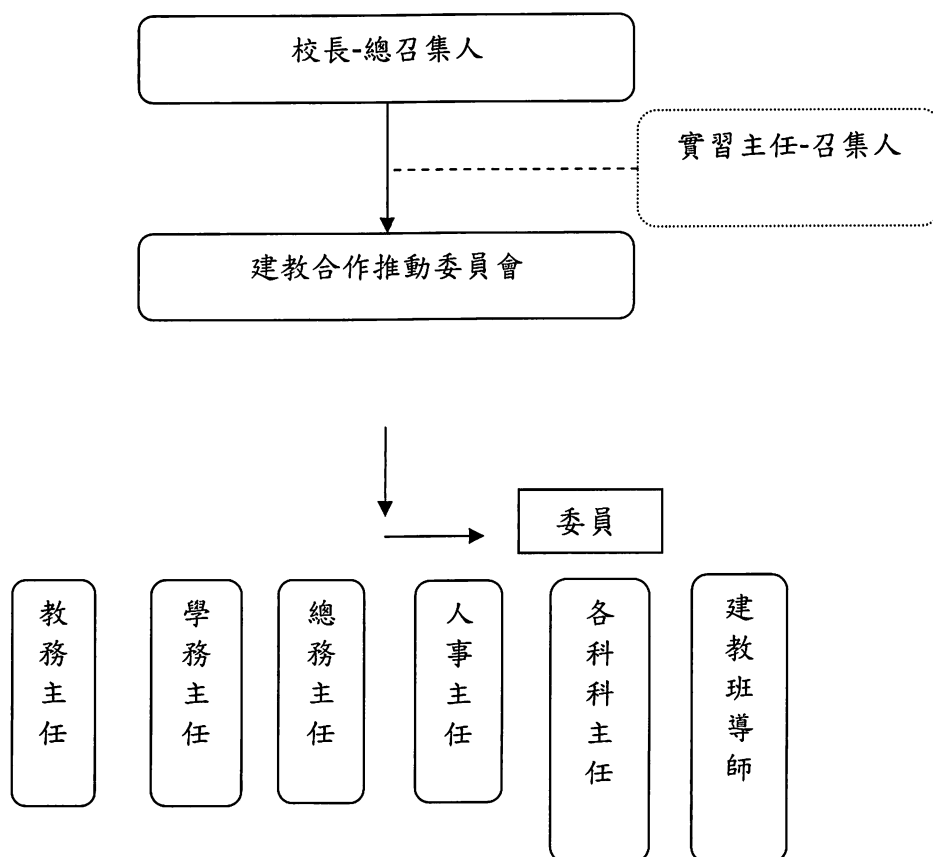 校長-總召集人
實習主任-召集人
建教合作推動委員會
委員
教務主任
學務主任
總務主任
人事主任
各科科主任
建教班導師